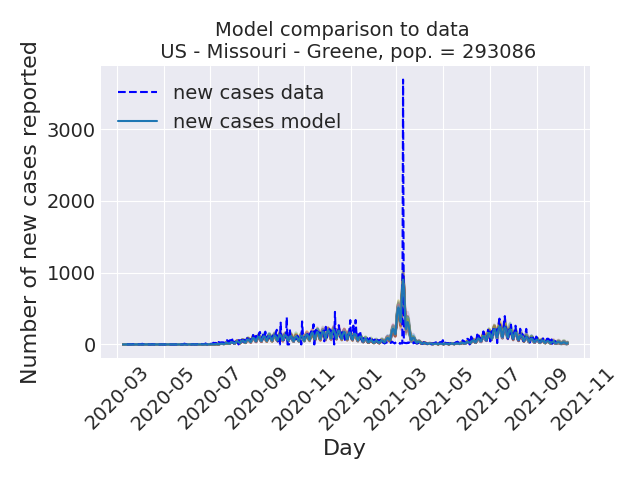 Model comparison to data
US - Missouri - Greene, pop. = 293086
Number of new cases reported
new cases data
new cases model
3000
2000
1000
0
2020-03
2020-05
2020-07
2020-09
2020-11
2021-01
2021-03
2021-05
2021-07
2021-09
2021-11
Day